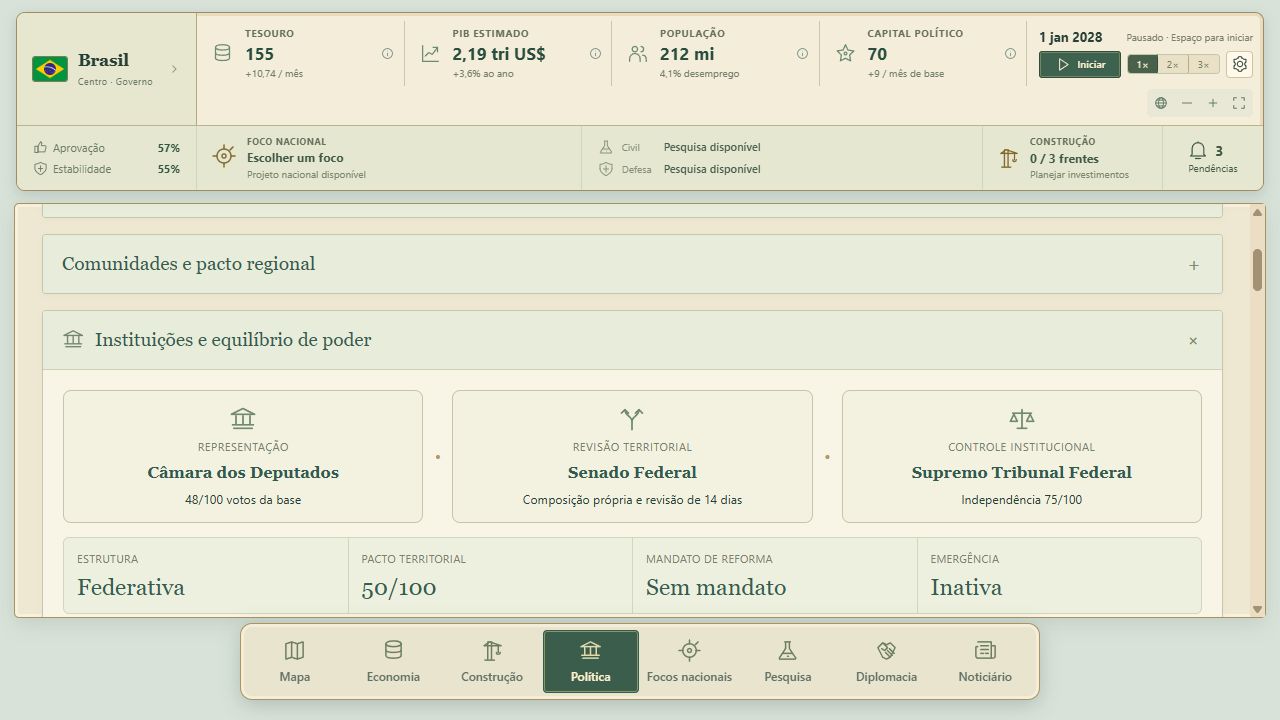 Brasil
Centro · Governo
TESOURO
155
+10,74 / mês
PIB ESTIMADO
2,19 tri US$
+3,6% ao ano
POPULAÇÃO
212 mi
4,1% desemprego
CAPITAL POLÍTICO
70
+9 / mês de base
1 jan 2028
Pausado · Espaço para iniciar
Iniciar
1×
2×
3×
Aprovação 57%
Estabilidade 55%
FOCO NACIONAL
Escolher um foco
Projeto nacional disponível
Civil Pesquisa disponível
Defesa Pesquisa disponível
CONSTRUÇÃO
0 / 3 frentes
Planejar investimentos
3
Pendências
Comunidades e pacto regional
Instituições e equilíbrio de poder
REPRESENTAÇÃO
Câmara dos Deputados
48/100 votos da base
REVISÃO TERRITORIAL
Senado Federal
Composição própria e revisão de 14 dias
CONTROLE INSTITUCIONAL
Supremo Tribunal Federal
Independência 75/100
ESTRUTURA
Federativa
PACTO TERRITORIAL
50/100
MANDATO DE REFORMA
Sem mandato
EMERGÊNCIA
Inativa
Mapa
Economia
Construção
Política
Focos nacionais
Pesquisa
Diplomacia
Noticiário